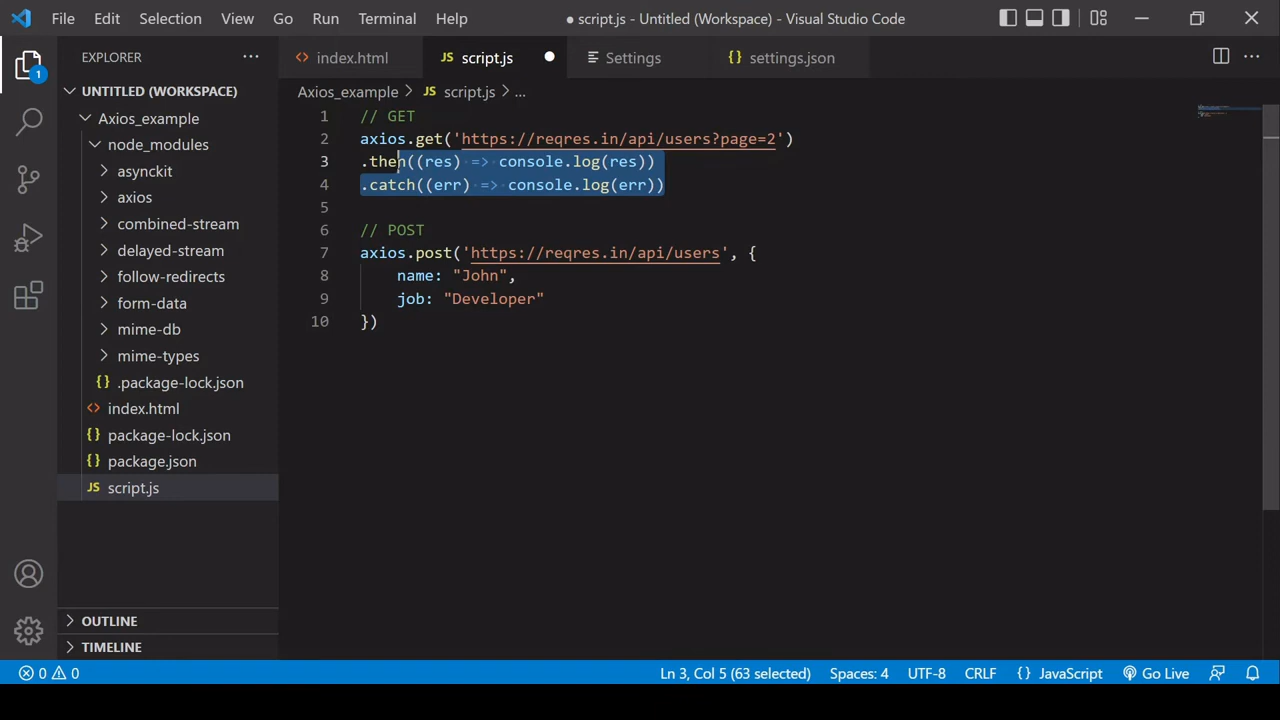 File Edit Selection View Go Run Terminal Help ● script.js - Untitled (Workspace) - Visual Studio Code
EXPLORER ...
<> index.html JS script.js ● Settings {} settings.json ...
1
UNTITLED (WORKSPACE)
Axios_example > JS script.js > ...
Axios_example
node_modules
asynckit
axios
combined-stream
delayed-stream
follow-redirects
form-data
mime-db
mime-types
{} .package-lock.json
<> index.html
{} package-lock.json
{} package.json
JS script.js
OUTLINE
TIMELINE
1 // GET
2 axios.get('https://reqres.in/api/users?page=2')
3 .then((res) => console.log(res))
4 .catch((err) => console.log(err))
5
6 // POST
7 axios.post('https://reqres.in/api/users', {
8 name: "John",
9 job: "Developer"
10 })
0 0 Ln 3, Col 5 (63 selected) Spaces: 4 UTF-8 CRLF {} JavaScript Go Live